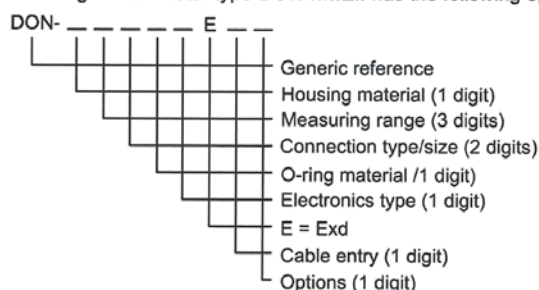 DON- _ _ _ _ _ E _ _
Generic reference
Housing material (1 digit)
Measuring range (3 digits)
Connection type/size (2 digits)
O-ring material /1 digit)
Electronics type (1 digit)
E = Exd
Cable entry (1 digit)
Options (1 digit)